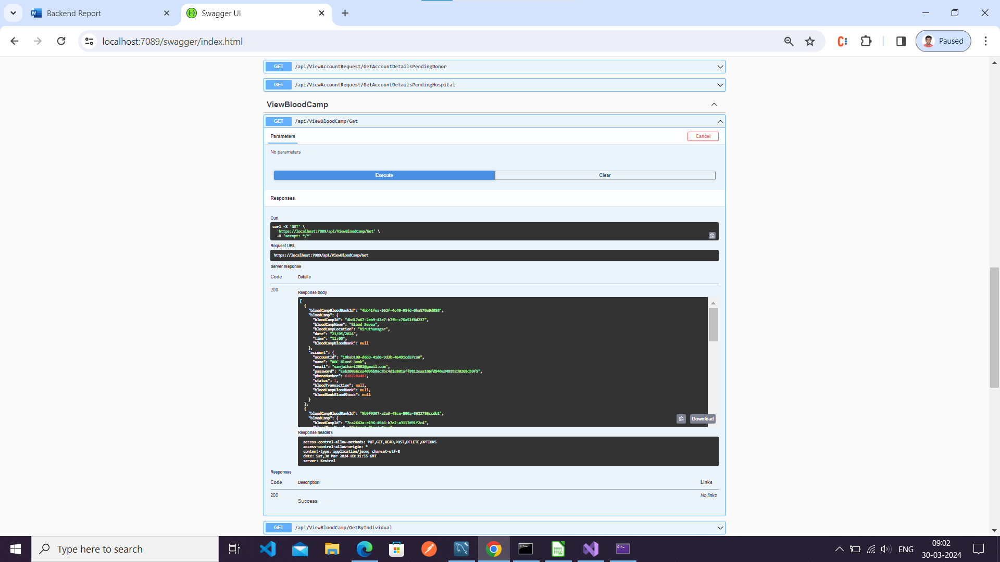 Backend Report
Swagger UI
localhost:7089/swagger/index.html
Paused
GET /api/ViewAccountRequest/GetAccountDetailsPendingDonor
GET /api/ViewAccountRequest/GetAccountDetailsPendingHospital
ViewBloodCamp
GET /api/ViewBloodCamp/Get
Parameters
Cancel
No parameters
Execute
Clear
Responses
Curl
curl -X 'GET' \
'https://localhost:7089/api/ViewBloodCamp/Get' \
-H 'accept: */*'
Request URL
https://localhost:7089/api/ViewBloodCamp/Get
Server response
Code Details
200
Response body
[
{
"bloodCampBloodBankId": "4bb41fea-362f-4c49-95fd-0ba570e9d858",
"bloodCamp": {
"bloodCampId": "4bd17a67-2eb9-43e7-b7fb-c76a51f8d237",
"bloodCampName": "Blood Sevaa",
"bloodCampLocation": "Viruthunagar",
"date": "21/05/2024",
"time": "11:00",
"bloodCampBloodBank": null
},
"account": {
"accountId": "10bab100-d6b3-41d0-9d3b-46491cda7ca0",
"name": "ABC Blood Bank",
"email": "sanjaihari2002@gmail.com",
"password": "ceb200a6cea4095b86c8bc4d1e801aff9812eaa106fd940e348882d0268d59f5",
"phoneNumber": 6382202487,
"status": 1,
"bloodTransaction": null,
"bloodCampBloodBank": null,
"bloodBankBloodStock": null
}
},
{
"bloodCampBloodBankId": "9b9f9307-a2a3-48ce-800a-8622786ccdb1",
"bloodCamp": {
"bloodCampId": "7ca2642a-e196-4946-b7e2-a3117d91f2c4",
Download
Response headers
access-control-allow-methods: PUT,GET,HEAD,POST,DELETE,OPTIONS
access-control-allow-origin: *
content-type: application/json; charset=utf-8
date: Sat,30 Mar 2024 03:31:55 GMT
server: Kestrel
Responses
Code Description Links
200 No links
Success
GET /api/ViewBloodCamp/GetByIndividual
Type here to search
ENG
09:02
30-03-2024